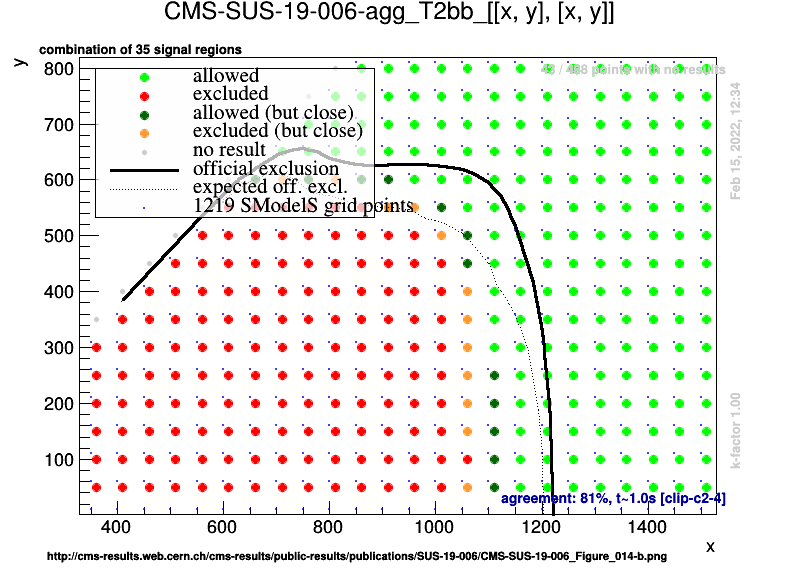 CMS-SUS-19-006-agg_T2bb_[[x, y], [x, y]]
combination of 35 signal regions
y
800
700
600
500
400
300
200
100
400
600
800
1000
1200
1400
x
allowed
excluded
allowed (but close)
excluded (but close)
no result
official exclusion
expected off. excl.
1219 SModelS grid points
points with no results
Feb 15, 2022, 12:34
k-factor 1.00
agreement: 81%, t~1.0s [clip-c2-4]
http://cms-results.web.cern.ch/cms-results/public-results/publications/SUS-19-006/CMS-SUS-19-006_Figure_014-b.png